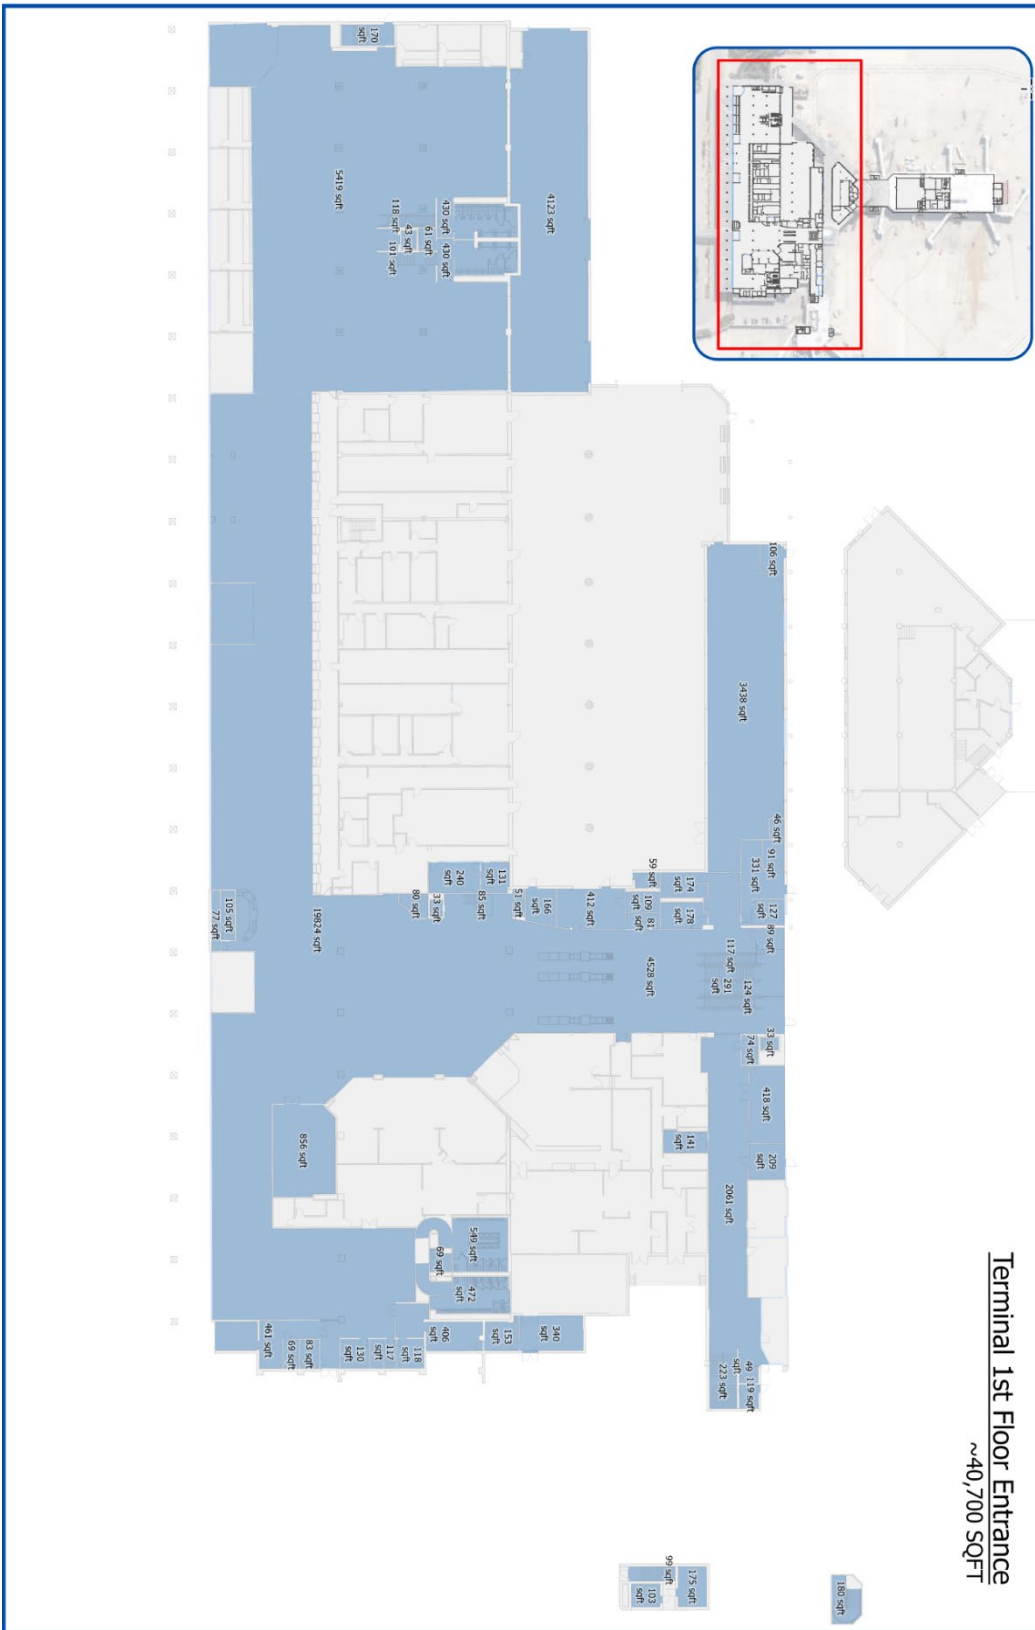 Terminal 1st Floor Entrance
~40,700 SQFT
170
sqft
5419 sqft
4123 sqft
430 sqft
430 sqft
61 sqft
118 sqft
43 sqft
101 sqft
106 sqft
3438 sqft
46 sqft
91 sqft
331 sqft
127
sqft
89 sqft
59 sqft
174
sqft
178
sqft
109
sqft
81
sqft
412 sqft
166
sqft
51 sqft
131
sqft
240
sqft
85 sqft
33 sqft
80 sqft
105 sqft
77 sqft
19824 sqft
4528 sqft
117 sqft
291
sqft
124 sqft
33 sqft
74 sqft
418 sqft
209
sqft
141
sqft
2061 sqft
856 sqft
549 sqft
69 sqft
472
sqft
340
sqft
153
sqft
406
sqft
118
sqft
117
sqft
130
sqft
83 sqft
69 sqft
461 sqft
49
sqft
119 sqft
223 sqft
99 sqft
175 sqft
103
sqft
180 sqft